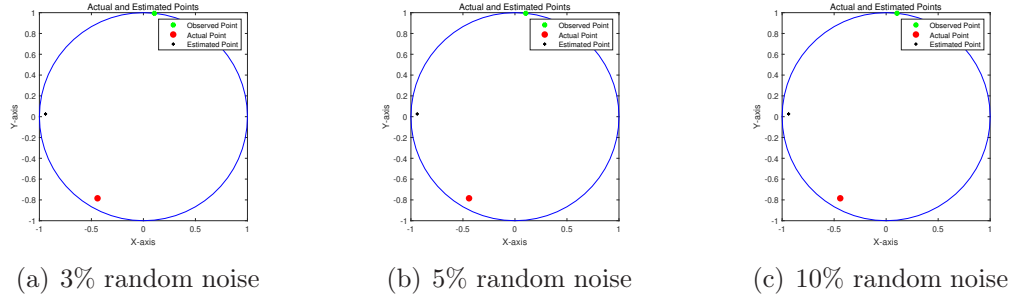 Actual and Estimated Points
1
0.8
0.6
0.4
0.2
0
-0.2
-0.4
-0.6
-0.8
-1
Y-axis
Observed Point
Actual Point
Estimated Point
-1 -0.5 0 0.5 1
X-axis
(a) 3% random noise
Actual and Estimated Points
1
0.8
0.6
0.4
0.2
0
-0.2
-0.4
-0.6
-0.8
-1
Y-axis
Observed Point
Actual Point
Estimated Point
-1 -0.5 0 0.5 1
X-axis
(b) 5% random noise
Actual and Estimated Points
1
0.8
0.6
0.4
0.2
0
-0.2
-0.4
-0.6
-0.8
-1
Y-axis
Observed Point
Actual Point
Estimated Point
-1 -0.5 0 0.5 1
X-axis
(c) 10% random noise